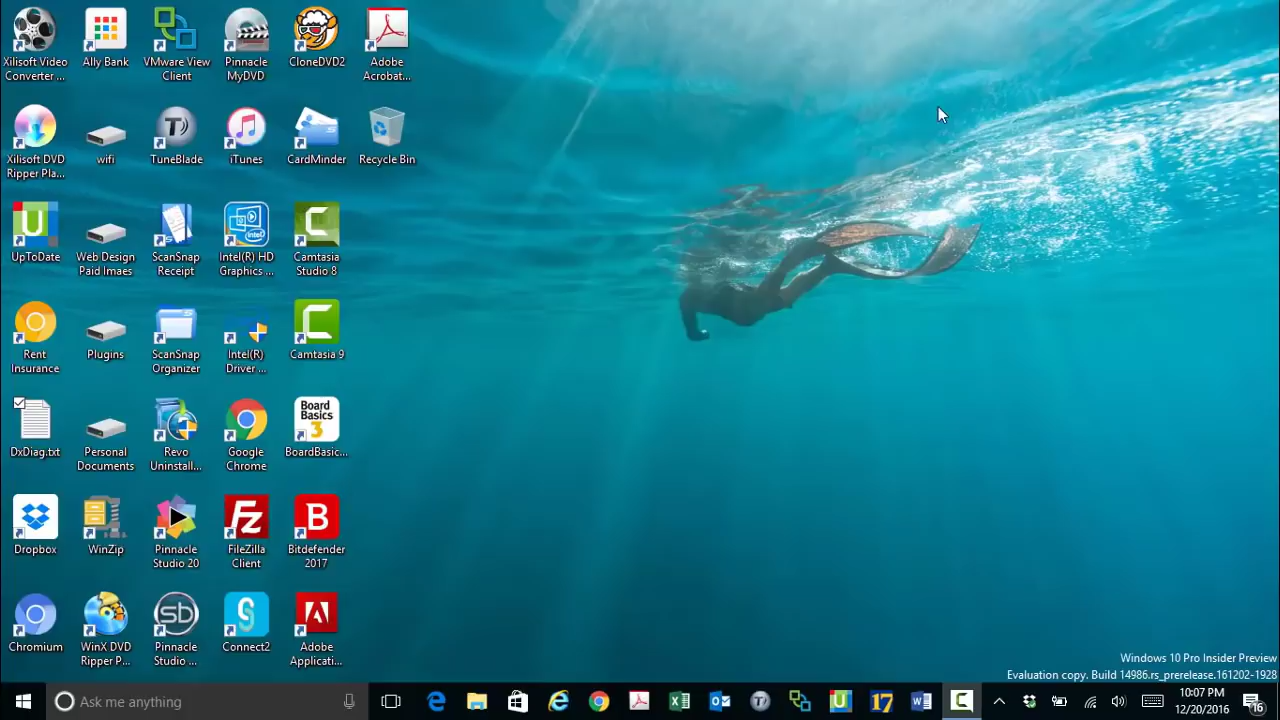 Xilisoft Video
Converter ...
Ally Bank
VMware View
Client
Pinnacle
MyDVD
CloneDVD2
Adobe
Acrobat...
Xilisoft DVD
Ripper Pla...
wifi
TuneBlade
iTunes
CardMinder
Recycle Bin
UpToDate
Web Design
Paid Imaes
ScanSnap
Receipt
Intel(R) HD
Graphics ...
Camtasia
Studio 8
Rent
Insurance
Plugins
ScanSnap
Organizer
Intel(R)
Driver ...
Camtasia 9
DxDiag.txt
Personal
Documents
Revo
Uninstall...
Google
Chrome
Board
Basics
3
BoardBasic...
Dropbox
WinZip
Pinnacle
Studio 20
FileZilla
Client
Bitdefender
2017
Chromium
WinX DVD
Ripper P...
Pinnacle
Studio ...
Connect2
Adobe
Applicati...
Windows 10 Pro Insider Preview
Evaluation copy. Build 14986.rs_prerelease.161202-1928
Ask me anything
17
10:07 PM
12/20/2016
16